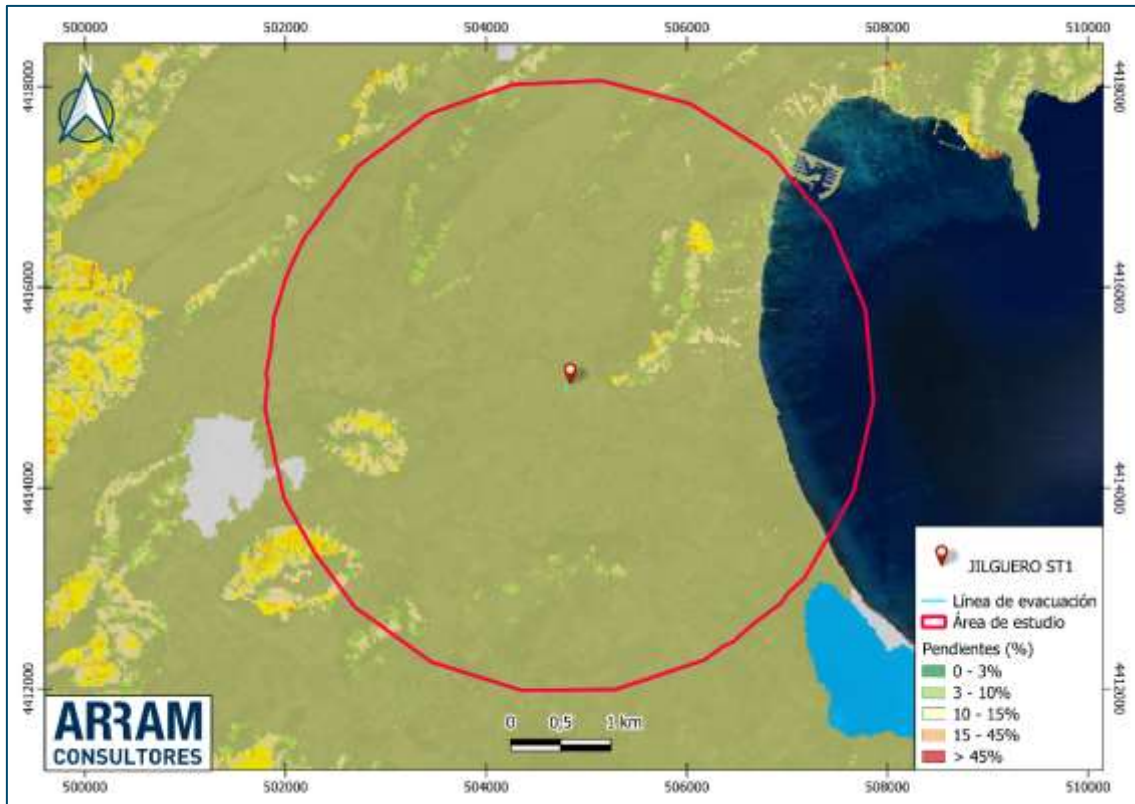 500000 502000 504000 506000 508000 510000
N
4418000 4418000
4416000 4416000
4414000 4414000
4412000 4412000
JILGUERO ST1
Línea de evacuación
Área de estudio
Pendientes (%)
0 - 3%
3 - 10%
10 - 15%
15 - 45%
> 45%
ARRAM
CONSULTORES
0 0,5 1 km
500000 502000 504000 506000 508000 510000